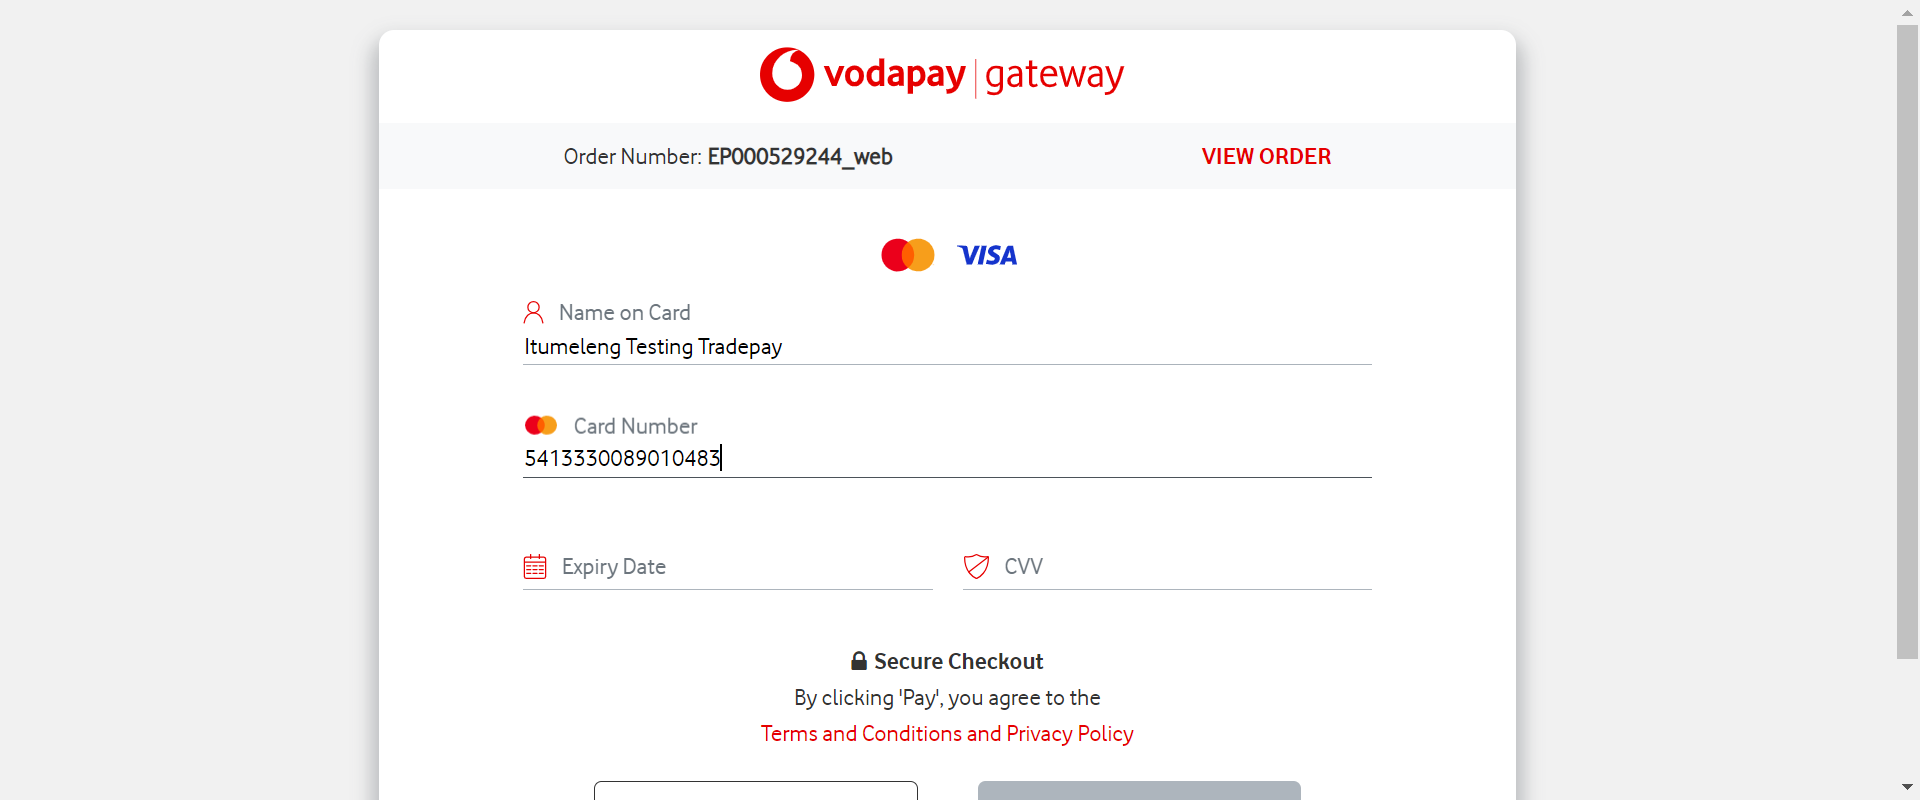 vodapay | gateway
Order Number: EP000529244_web
VIEW ORDER
VISA
Name on Card
Itumeleng Testing Tradepay
Card Number
5413330089010483
Expiry Date
CVV
Secure Checkout
By clicking 'Pay', you agree to the
Terms and Conditions and Privacy Policy